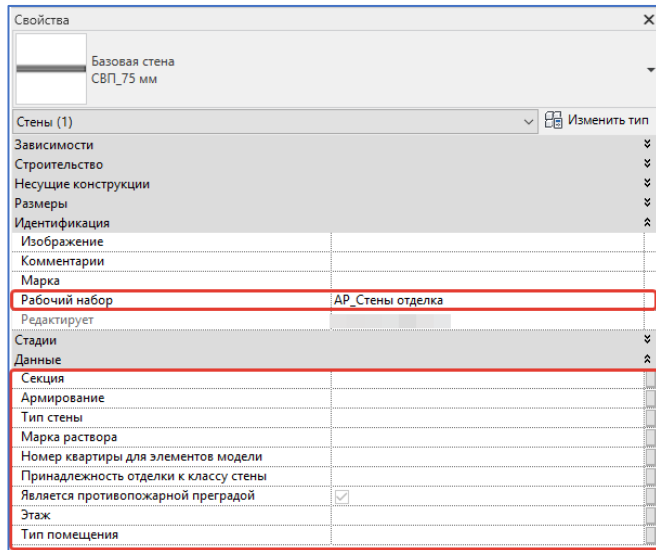 Свойства
Базовая стена
СВП_75 мм
Стены (1) Изменить тип
Зависимости
Строительство
Несущие конструкции
Размеры
Идентификация
Изображение
Комментарии
Марка
Рабочий набор АР_Стены отделка
Редактирует
Стадии
Данные
Секция
Армирование
Тип стены
Марка раствора
Номер квартиры для элементов модели
Принадлежность отделки к классу стены
Является противопожарной преградой
Этаж
Тип помещения